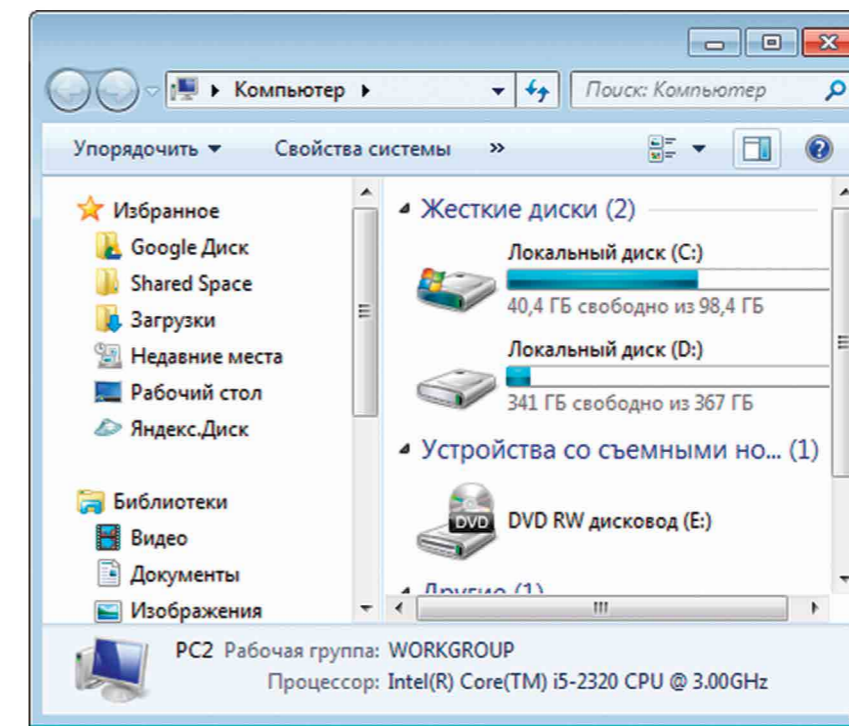 Компьютер
Поиск: Компьютер
Упорядочить
Свойства системы »
Избранное
Google Диск
Shared Space
Загрузки
Недавние места
Рабочий стол
Яндекс.Диск
Библиотеки
Видео
Документы
Изображения
Жесткие диски (2)
Локальный диск (C:)
40,4 ГБ свободно из 98,4 ГБ
Локальный диск (D:)
341 ГБ свободно из 367 ГБ
Устройства со съемными но... (1)
DVD
DVD RW дисковод (E:)
Другие (1)
PC2 Рабочая группа: WORKGROUP
Процессор: Intel(R) Core(TM) i5-2320 CPU @ 3.00GHz